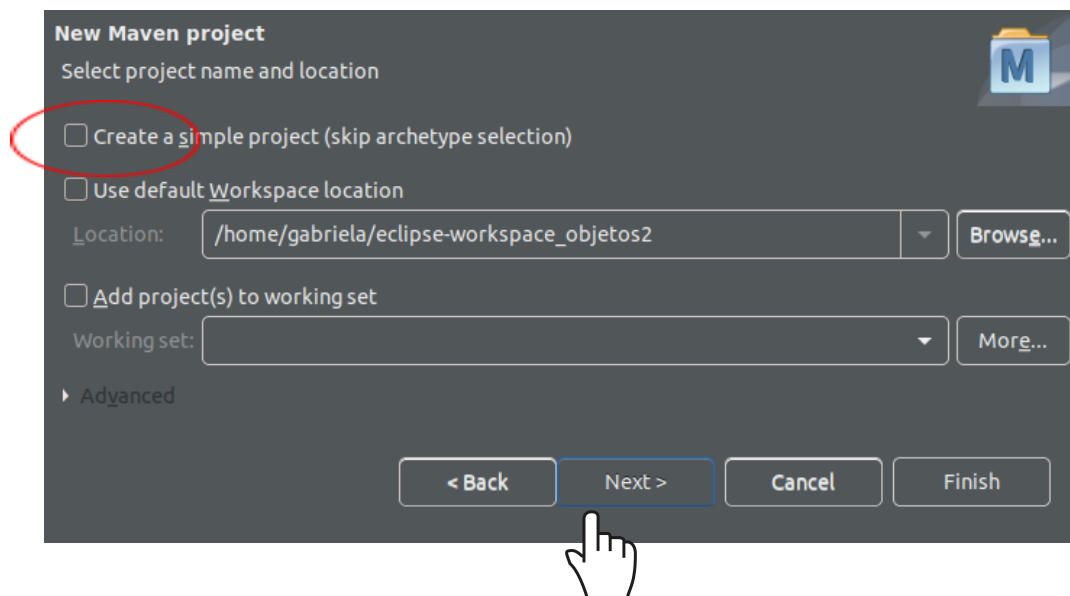 New Maven project
Select project name and location
M
Create a simple project (skip archetype selection)
Use default Workspace location
Location: /home/gabriela/eclipse-workspace_objetos2 Browse...
Add project(s) to working set
Working set: More...
Advanced
< Back Next > Cancel Finish